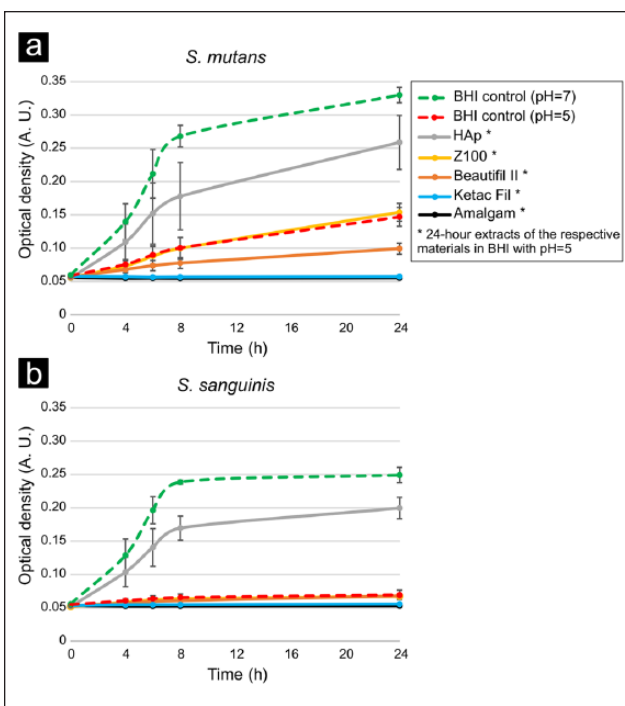 a
S. mutans
Optical density (A. U.)
0.35
0.30
0.25
0.20
0.15
0.10
0.05
0
0 4 6 8 12 16 20 24
Time (h)
BHI control (pH=7)
BHI control (pH=5)
HAp *
Z100 *
Beautifil II *
Ketac Fil *
Amalgam *
* 24-hour extracts of the respective
materials in BHI with pH=5
b
S. sanguinis
Optical density (A. U.)
0.35
0.40
0.30
0.25
0.20
0.15
0.10
0.05
0
0 4 8 12 16 20 24
Time (h)